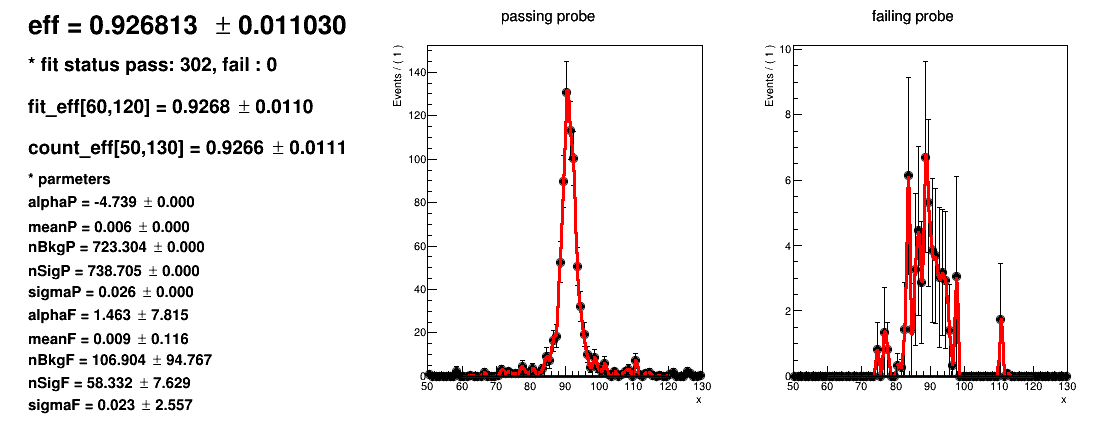 eff = 0.926813 ± 0.011030
* fit status pass: 302, fail : 0
fit_eff[60,120] = 0.9268 ± 0.0110
count_eff[50,130] = 0.9266 ± 0.0111
* parmeters
alphaP = -4.739 ± 0.000
meanP = 0.006 ± 0.000
nBkgP = 723.304 ± 0.000
nSigP = 738.705 ± 0.000
sigmaP = 0.026 ± 0.000
alphaF = 1.463 ± 7.815
meanF = 0.009 ± 0.116
nBkgF = 106.904 ± 94.767
nSigF = 58.332 ± 7.629
sigmaF = 0.023 ± 2.557
passing probe
Events / ( 1 )
140
120
100
80
60
40
20
0
50 60 70 80 90 100 110 120 130
x
failing probe
Events / ( 1 )
10
8
6
4
2
0
50 60 70 80 90 100 110 120 130
x